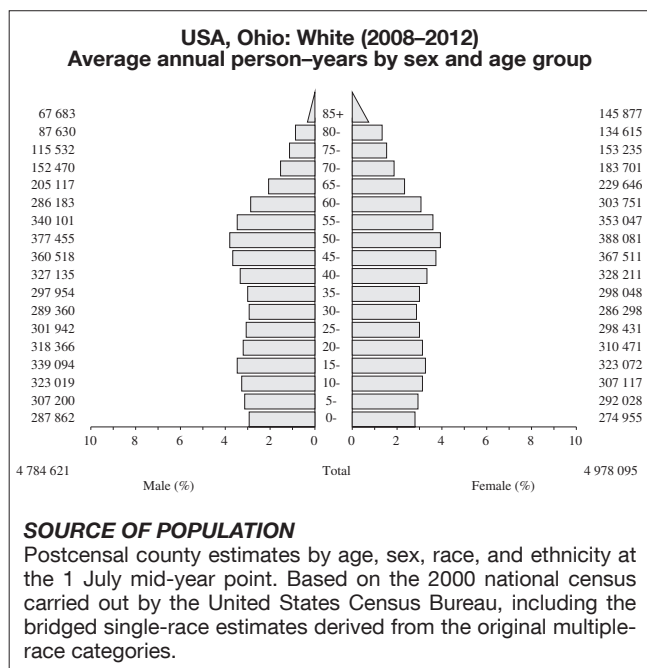 USA, Ohio: White (2008–2012)
Average annual person–years by sex and age group
67 683 85+ 145 877
87 630 80- 134 615
115 532 75- 153 235
152 470 70- 183 701
205 117 65- 229 646
286 183 60- 303 751
340 101 55- 353 047
377 455 50- 388 081
360 518 45- 367 511
327 135 40- 328 211
297 954 35- 298 048
289 360 30- 286 298
301 942 25- 298 431
318 366 20- 310 471
339 094 15- 323 072
323 019 10- 307 117
307 200 5- 292 028
287 862 0- 274 955
10 8 6 4 2 0 0 2 4 6 8 10
4 784 621 Total 4 978 095
Male (%) Female (%)
SOURCE OF POPULATION
Postcensal county estimates by age, sex, race, and ethnicity at
the 1 July mid-year point. Based on the 2000 national census
carried out by the United States Census Bureau, including the
bridged single-race estimates derived from the original multiple-
race categories.